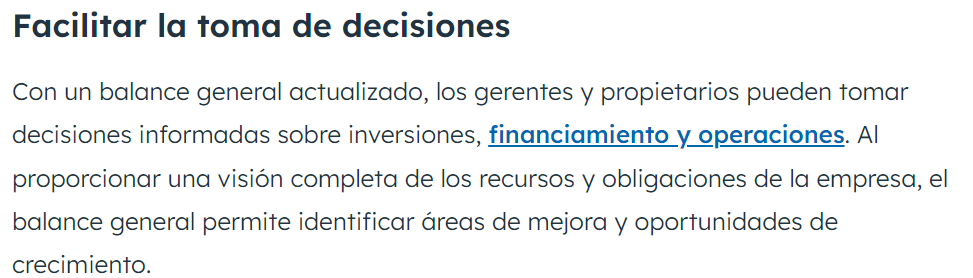 Facilitar la toma de decisiones
Con un balance general actualizado, los gerentes y propietarios pueden tomar
decisiones informadas sobre inversiones, financiamiento y operaciones. Al
proporcionar una visión completa de los recursos y obligaciones de la empresa, el
balance general permite identificar áreas de mejora y oportunidades de
crecimiento.